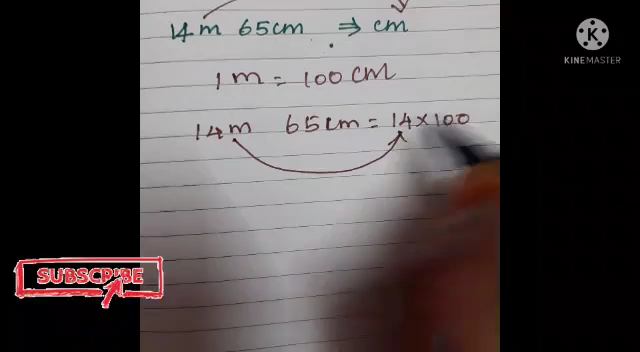 14m 65cm ⇒ cm
1m = 100cm
14m 65cm = 14×100
KINEMASTER
SUBSCRIBE